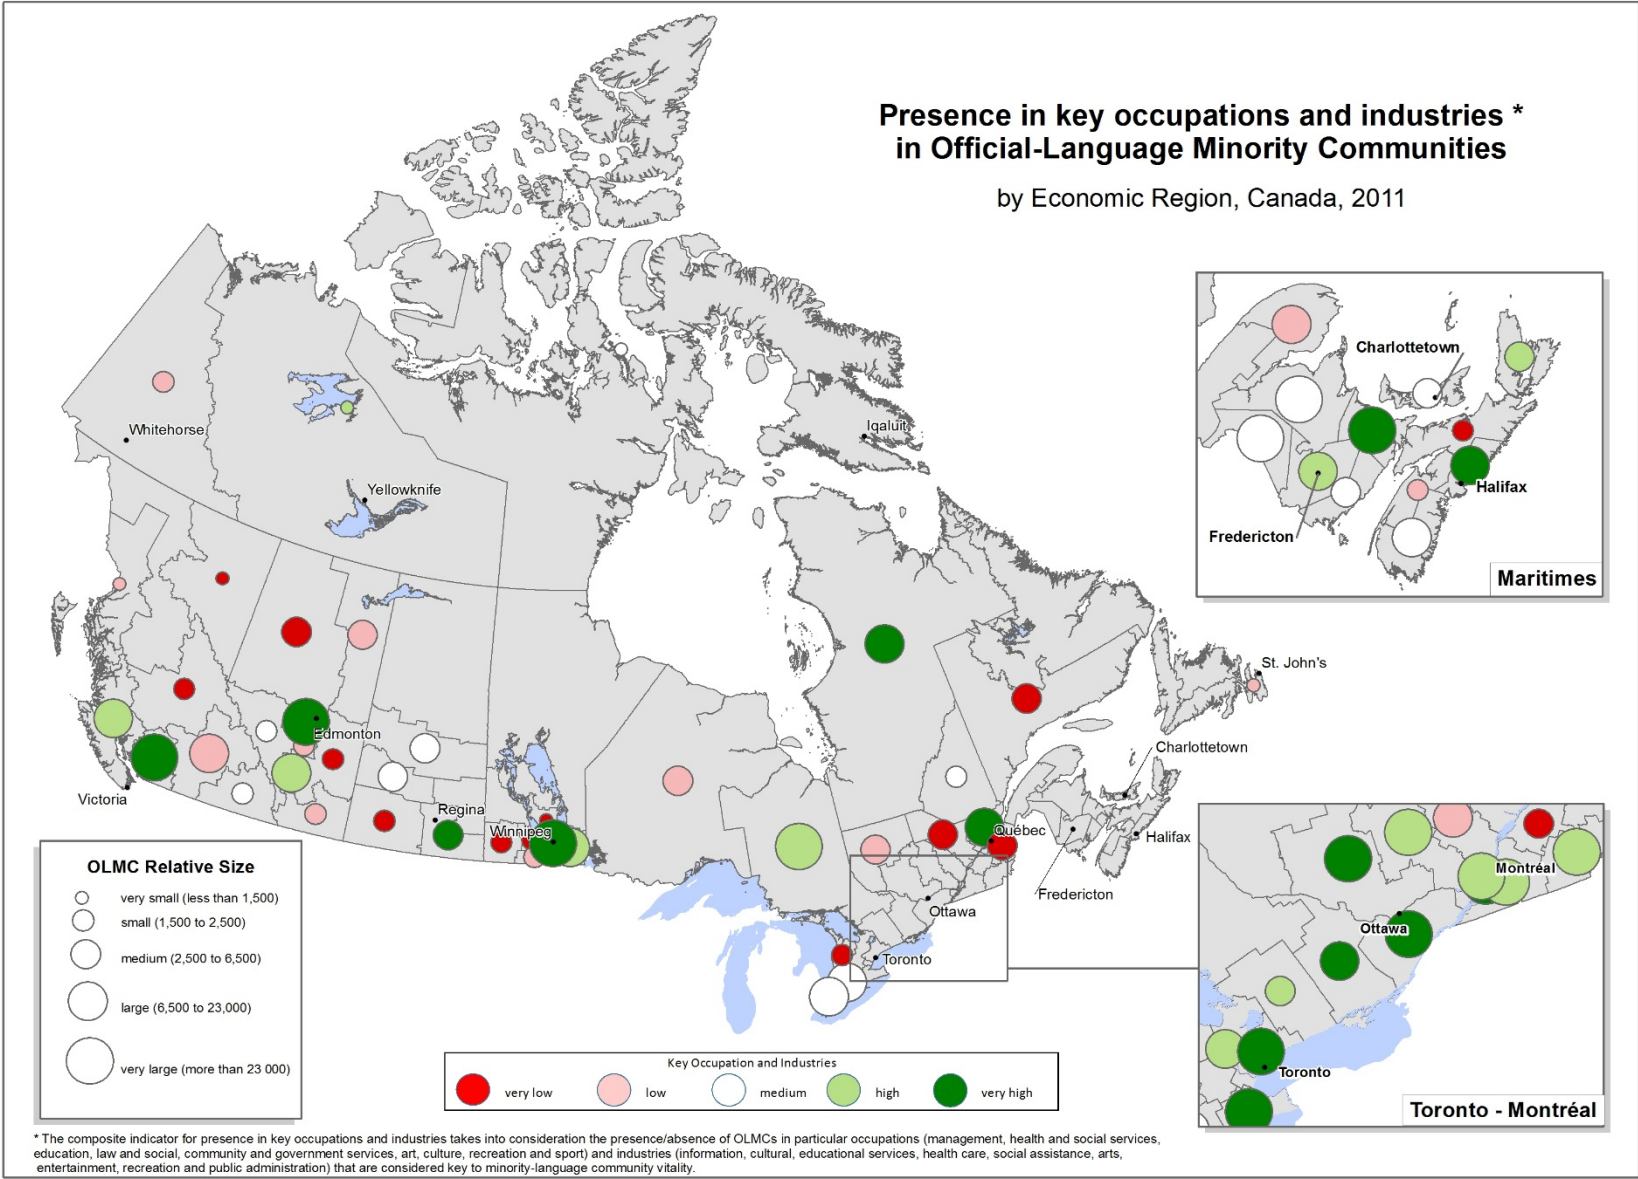 Presence in key occupations and industries *
in Official-Language Minority Communities
by Economic Region, Canada, 2011
Charlottetown
Halifax
Fredericton
Maritimes
Whitehorse
Yellowknife
Iqaluit
St. John's
Edmonton
Victoria
Regina
Winnipeg
Québec
Charlottetown
Halifax
Fredericton
Ottawa
Toronto
Montréal
Ottawa
Toronto
Toronto - Montréal
OLMC Relative Size
very small (less than 1,500)
small (1,500 to 2,500)
medium (2,500 to 6,500)
large (6,500 to 23,000)
very large (more than 23 000)
Key Occupation and Industries
very low
low
medium
high
very high
* The composite indicator for presence in key occupations and industries takes into consideration the presence/absence of OLMCs in particular occupations (management, health and social services,
education, law and social, community and government services, art, culture, recreation and sport) and industries (information, cultural, educational services, health care, social assistance, arts,
entertainment, recreation and public administration) that are considered key to minority-language community vitality.